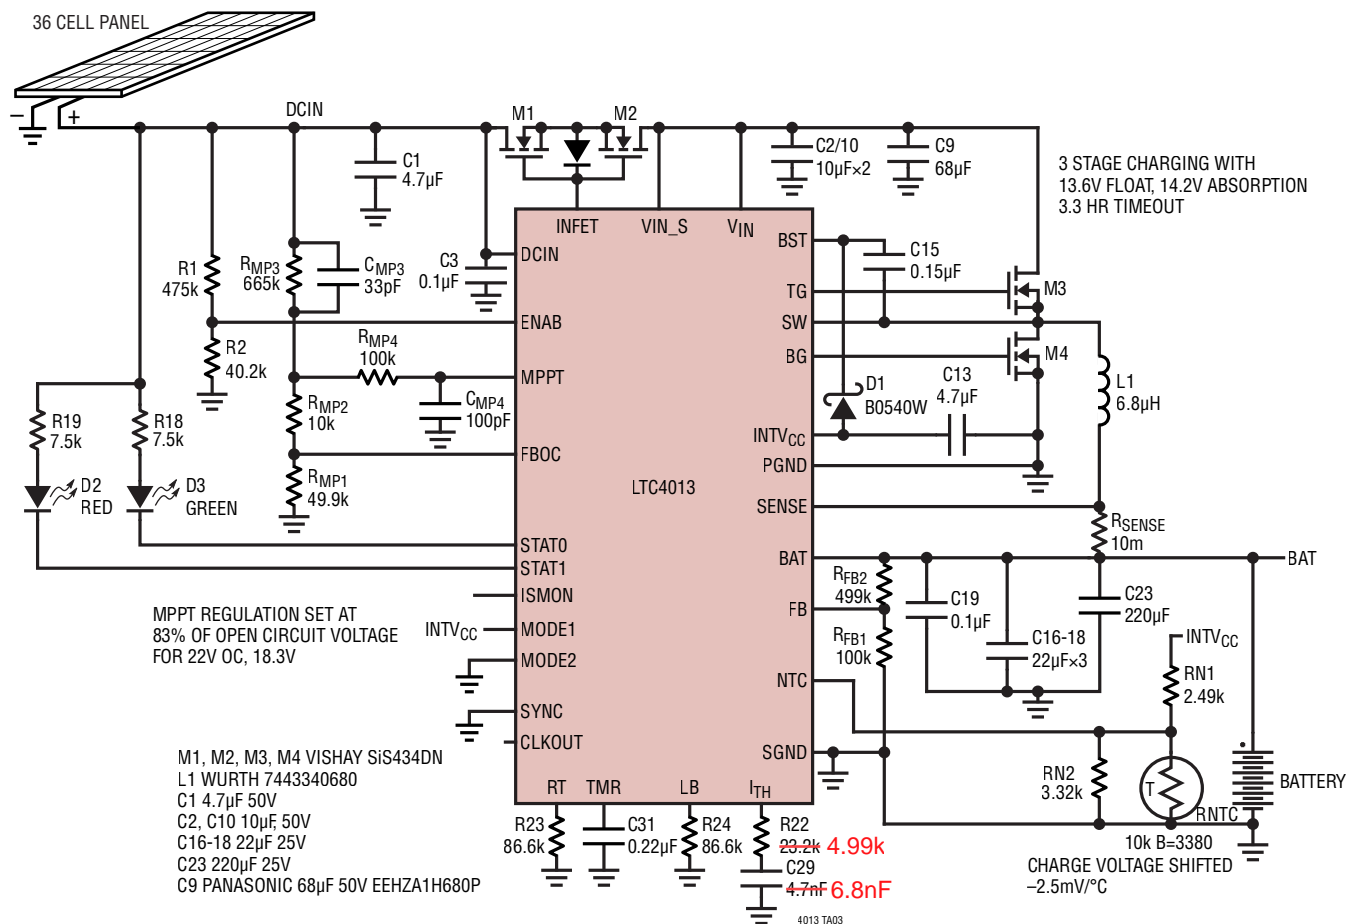 36 CELL PANEL
–
+
DCIN
M1
M2
C1
4.7µF
C2/10
10µF×2
C9
68µF
3 STAGE CHARGING WITH
13.6V FLOAT, 14.2V ABSORPTION
3.3 HR TIMEOUT
INFET
VIN_S
VIN
DCIN
BST
C15
0.15µF
R1
475k
RMP3
665k
CMP3
33pF
C3
0.1µF
TG
M3
ENAB
SW
R2
40.2k
RMP4
100k
BG
M4
MPPT
CMP4
100pF
D1
B0540W
C13
4.7µF
L1
6.8µH
R19
7.5k
R18
7.5k
RMP2
10k
INTVCC
FBOC
PGND
D2
RED
D3
GREEN
RMP1
49.9k
LTC4013
SENSE
RSENSE
10m
STAT0
STAT1
BAT
BAT
ISMON
RFB2
499k
FB
C19
0.1µF
C23
220µF
MPPT REGULATION SET AT
83% OF OPEN CIRCUIT VOLTAGE
FOR 22V OC, 18.3V
INTVCC
MODE1
MODE2
RFB1
100k
C16-18
22µF×3
INTVCC
RN1
2.49k
NTC
SYNC
CLKOUT
SGND
M1, M2, M3, M4 VISHAY SiS434DN
L1 WURTH 7443340680
C1 4.7µF 50V
C2, C10 10µF, 50V
C16-18 22µF 25V
C23 220µF 25V
C9 PANASONIC 68µF 50V EEHZA1H680P
RN2
3.32k
T
RNTC
BATTERY
RT
TMR
LB
ITH
R23
86.6k
C31
0.22µF
R24
86.6k
R22
23.2k 4.99k
C29
4.7nF 6.8nF
10k B=3380
CHARGE VOLTAGE SHIFTED
–2.5mV/°C
4013 TA03